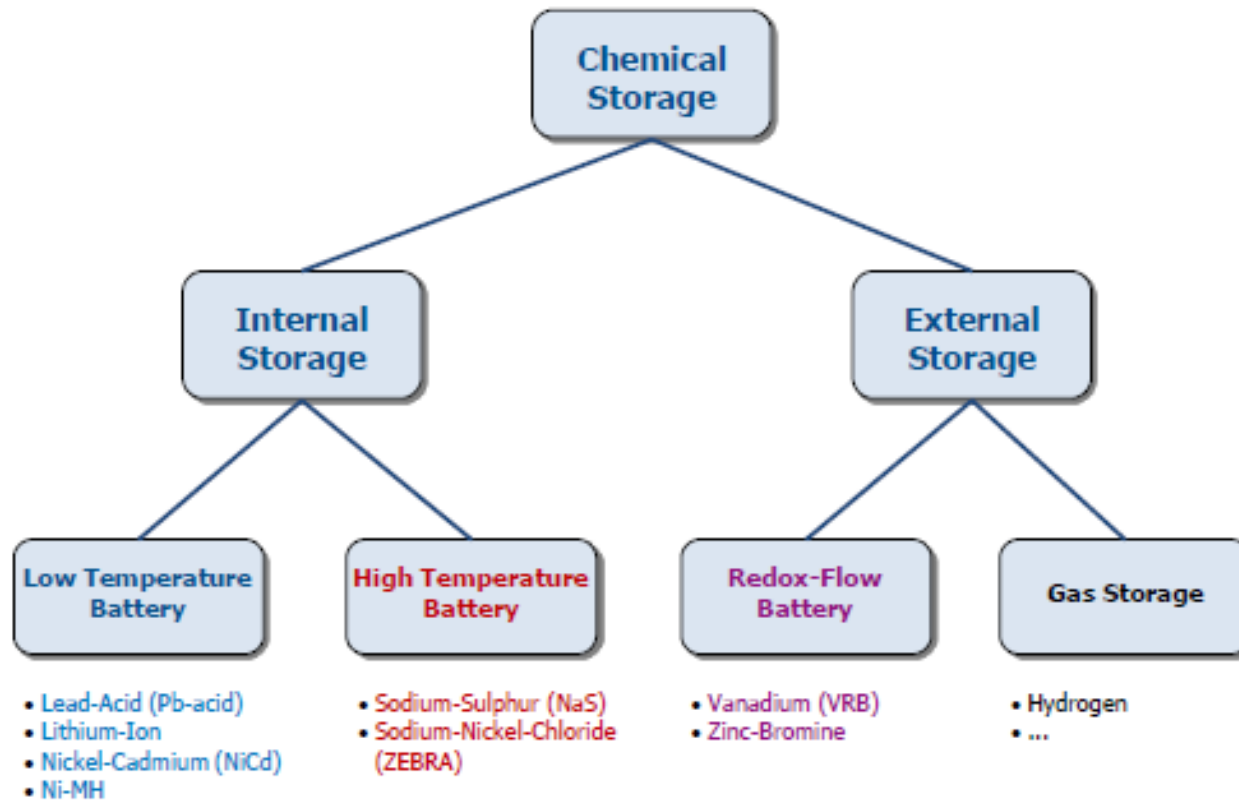 Chemical
Storage
Internal
Storage
External
Storage
Low Temperature
Battery
High Temperature
Battery
Redox-Flow
Battery
Gas Storage
• Lead-Acid (Pb-acid)
• Lithium-Ion
• Nickel-Cadmium (NiCd)
• Ni-MH
• Sodium-Sulphur (NaS)
• Sodium-Nickel-Chloride
(ZEBRA)
• Vanadium (VRB)
• Zinc-Bromine
• Hydrogen
• ...